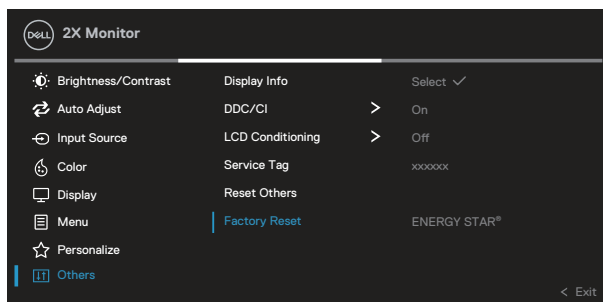 DELL 2X Monitor
Brightness/Contrast Display Info Select ✓
Auto Adjust DDC/CI > On
Input Source LCD Conditioning > Off
Color Service Tag xxxxxx
Display Reset Others
Menu Factory Reset ENERGY STAR®
Personalize
Others
< Exit